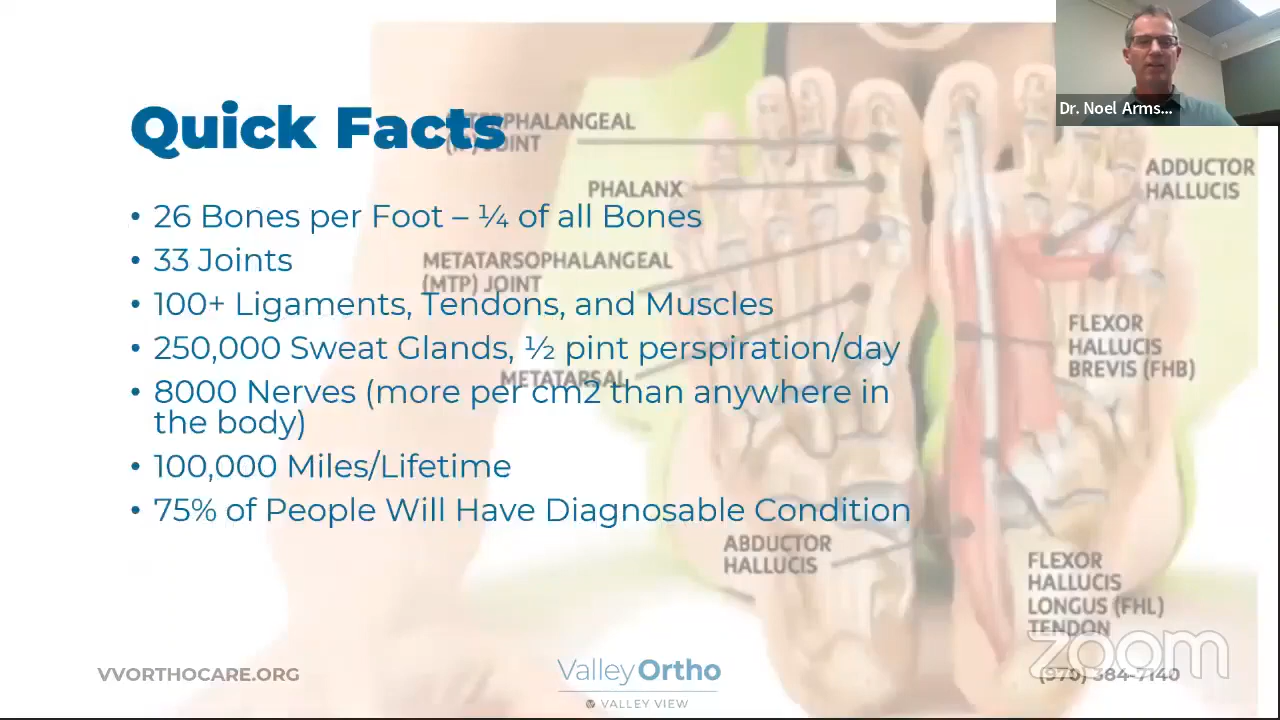 Dr. Noel Arms...
Quick Facts
PHALANGEAL
JOINT
PHALANX
ADDUCTOR
HALLUCIS
• 26 Bones per Foot – ¼ of all Bones
• 33 Joints
METATARSOPHALANGEAL
(MTP) JOINT
• 100+ Ligaments, Tendons, and Muscles
FLEXOR
HALLUCIS
BREVIS (FHB)
• 250,000 Sweat Glands, ½ pint perspiration/day
METATARSAL
• 8000 Nerves (more per cm2 than anywhere in
the body)
• 100,000 Miles/Lifetime
• 75% of People Will Have Diagnosable Condition
ABDUCTOR
HALLUCIS
FLEXOR
HALLUCIS
LONGUS (FHL)
TENDON
zoom
VVORTHOCARE.ORG
ValleyOrtho
VALLEY VIEW
(970) 384-7140